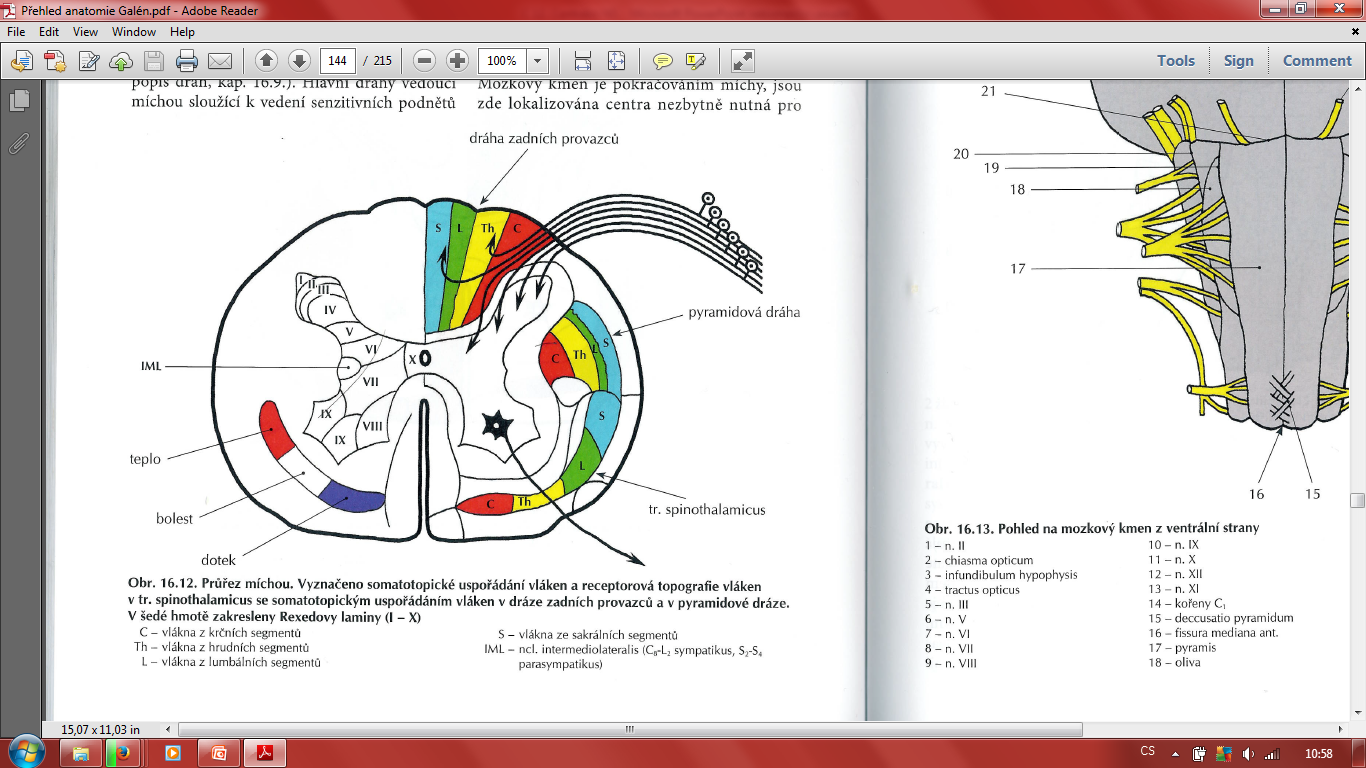 Přehled anatomie Galén.pdf - Adobe Reader
File Edit View Window Help
144 / 215 100% Tools Sign Comment
popis drah, kap. 16.9.). Hlavní dráhy vedoucí
míchou sloužící k vedení senzitivních podnětů
Mozkový kmen je pokračováním míchy, jsou
zde lokalizována centra nezbytně nutná pro
dráha zadních provazců
S L Th C
I II III
IV
V
VI
X
IML
VII
IX
VIII
IX
C Th L S
pyramidová dráha
S
L
C Th
tr. spinothalamicus
teplo
bolest
dotek
Obr. 16.12. Průřez míchou. Vyznačeno somatotopické uspořádání vláken a receptorová topografie vláken
v tr. spinothalamicus se somatotopickým uspořádáním vláken v dráze zadních provazců a v pyramidové dráze.
V šedé hmotě zakresleny Rexedovy laminy (I – X)
C – vlákna z krčních segmentů
Th – vlákna z hrudních segmentů
L – vlákna z lumbálních segmentů
S – vlákna ze sakrálních segmentů
IML – ncl. intermediolateralis (C8-L2 sympatikus, S2-S4
parasympatikus)
21
20
19
18
17
16 15
Obr. 16.13. Pohled na mozkový kmen z ventrální strany
1 – n. II
2 – chiasma opticum
3 – infundibulum hypophysis
4 – tractus opticus
5 – n. III
6 – n. V
7 – n. VI
8 – n. VII
9 – n. VIII
10 – n. IX
11 – n. X
12 – n. XII
13 – n. XI
14 – kořeny C1
15 – deccusatio pyramidum
16 – fissura mediana ant.
17 – pyramis
18 – oliva
15,07 x 11,03 in
CS 10:58